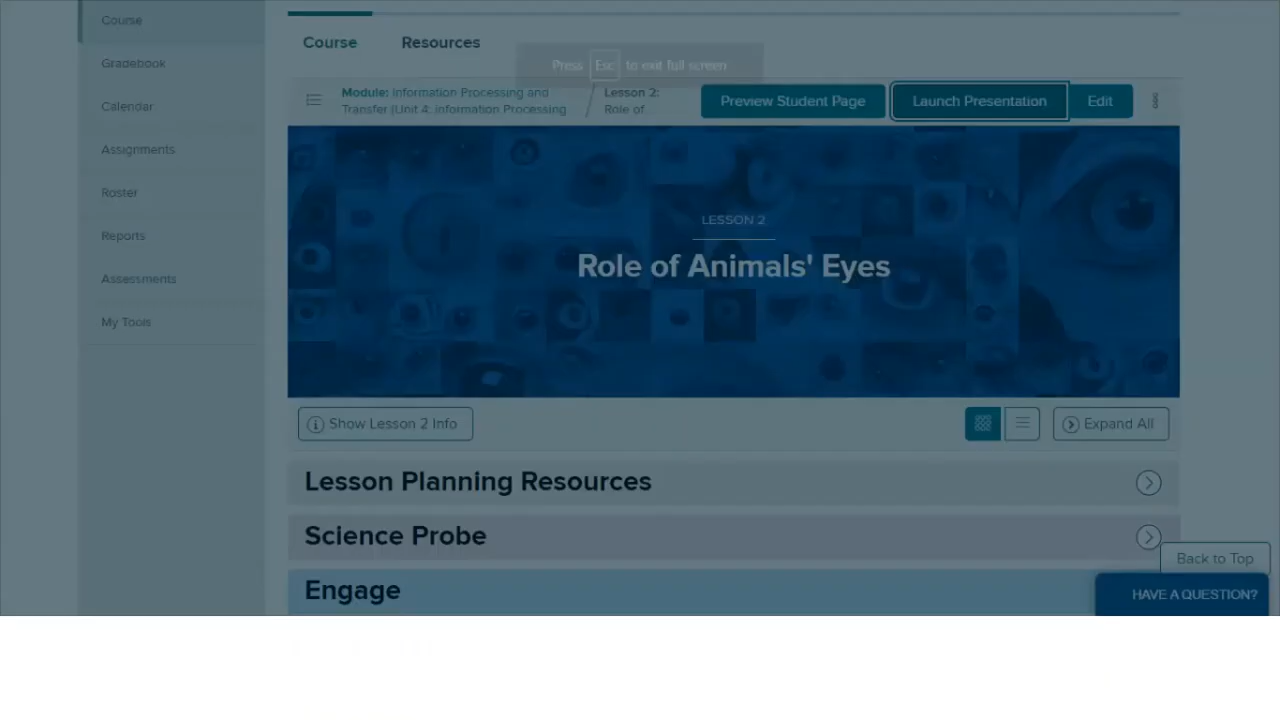 Course
Gradebook
Calendar
Assignments
Roster
Reports
Assessments
My Tools
Course Resources
Press Esc to exit full screen
Module: Information Processing and
Transfer (Unit 4: Information Processing
Lesson 2:
Role of...
Preview Student Page
Launch Presentation
Edit
LESSON 2
Role of Animals' Eyes
Show Lesson 2 Info
Expand All
Lesson Planning Resources
Science Probe
Engage
Back to Top
HAVE A QUESTION?